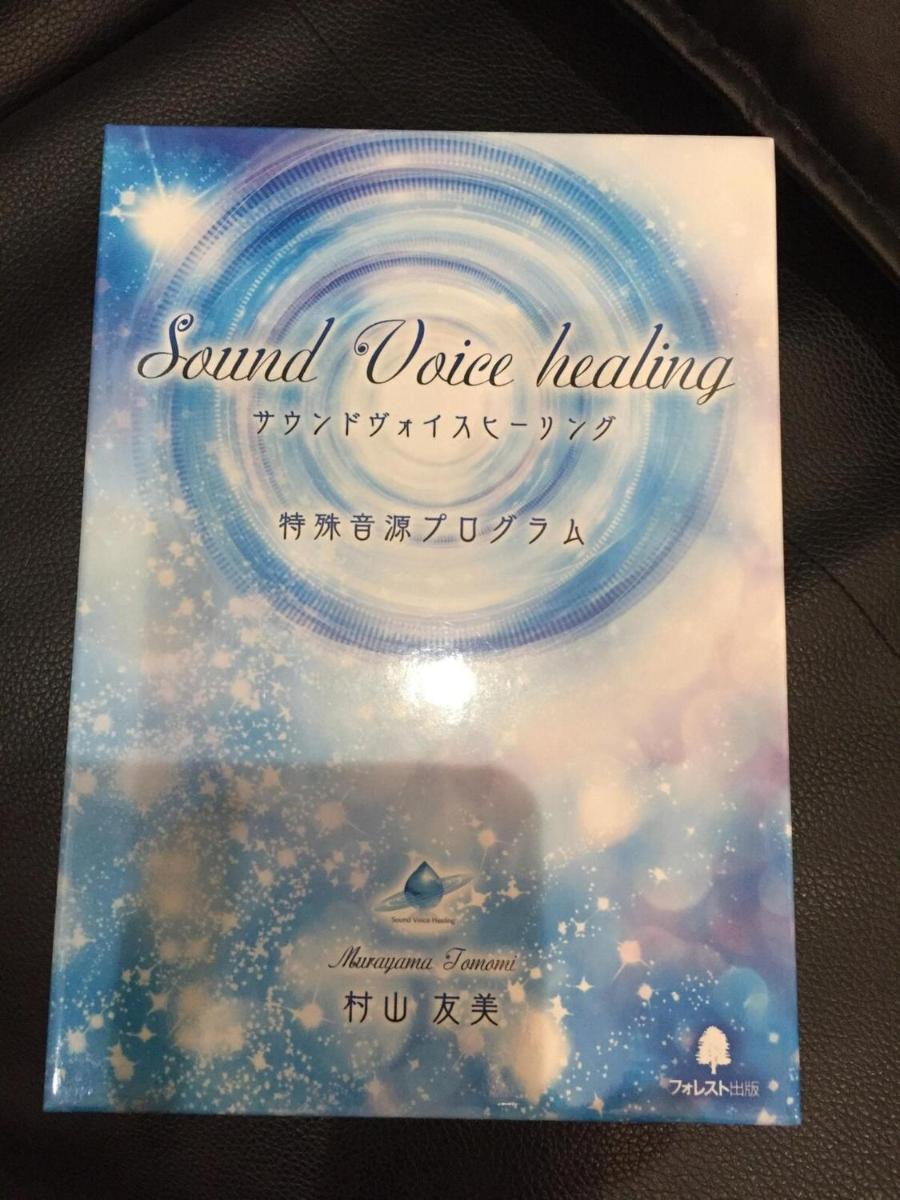 Sound Voice healing
サウンドヴォイスヒーリング
特殊音源プログラム
Sound Voice Healing
Murayama Tomomi
村山 友美
フォレスト出版